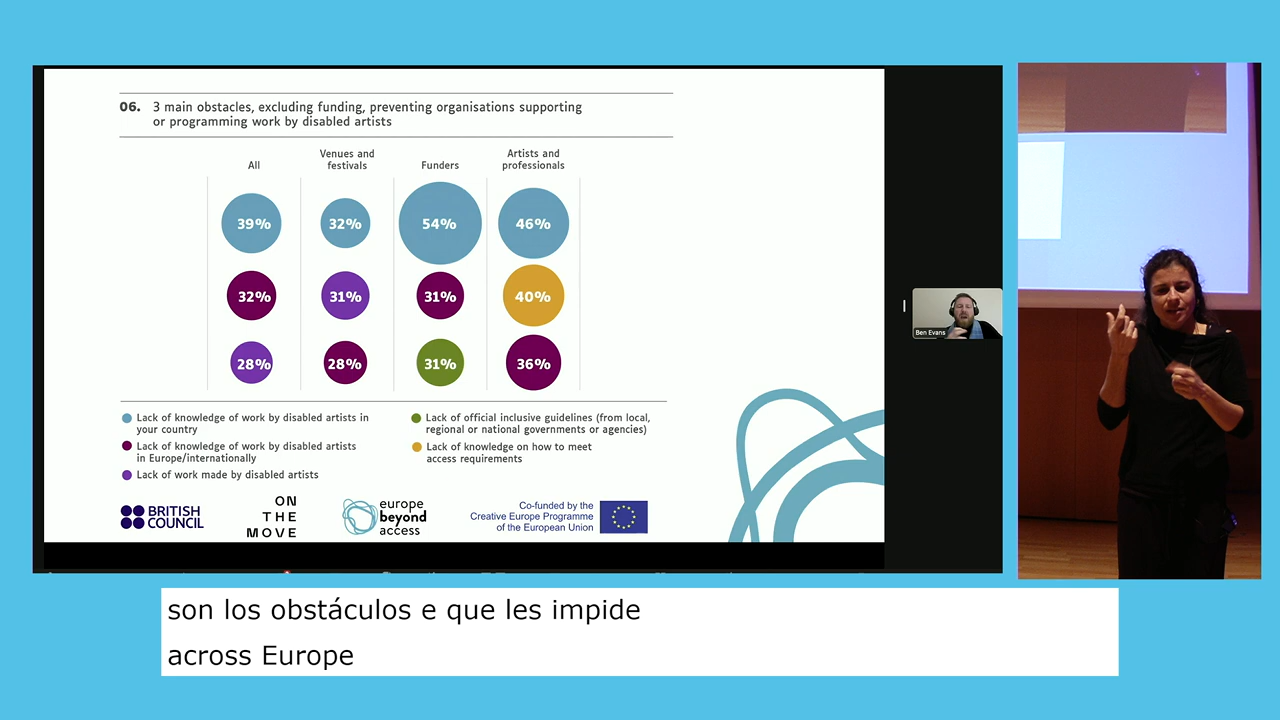 06. 3 main obstacles, excluding funding, preventing organisations supporting
or programming work by disabled artists
All
Venues and
festivals
Funders
Artists and
professionals
39%
32%
54%
46%
32%
31%
31%
40%
28%
28%
31%
36%
Lack of knowledge of work by disabled artists in
your country
Lack of knowledge of work by disabled artists
in Europe/internationally
Lack of work made by disabled artists
Lack of official inclusive guidelines (from local,
regional or national governments or agencies)
Lack of knowledge on how to meet
access requirements
BRITISH
COUNCIL
ON
THE
MOVE
europe
beyond
access
Co-funded by the
Creative Europe Programme
of the European Union
Ben Evans
son los obstáculos e que les impide
across Europe